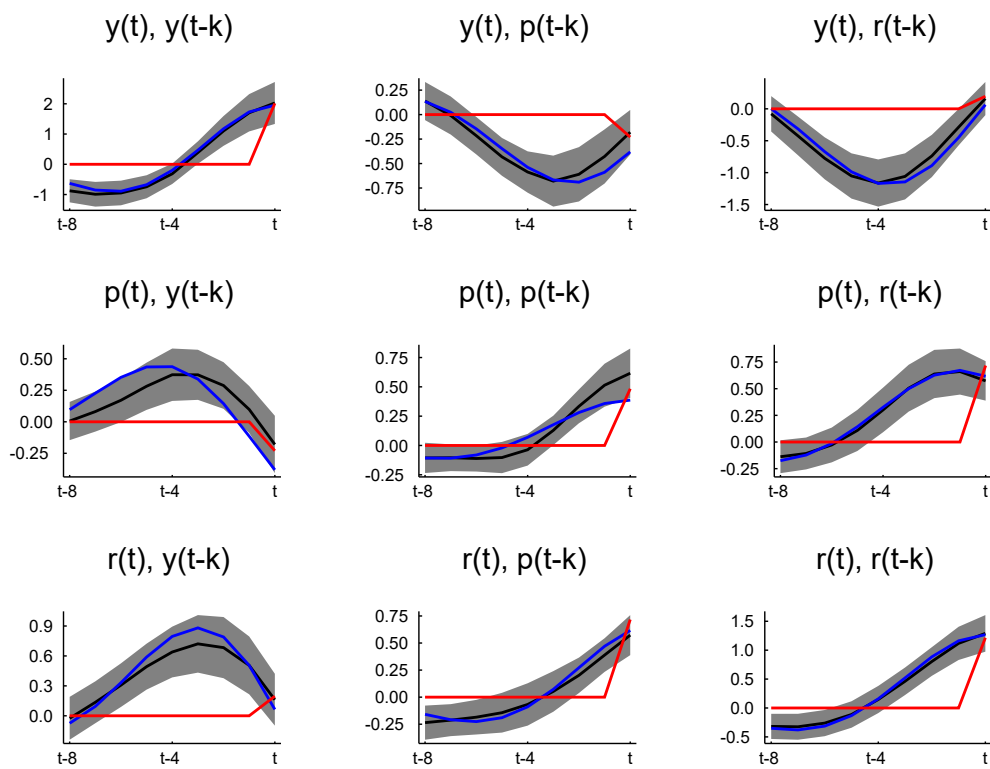 y(t), y(t-k)
y(t), p(t-k)
y(t), r(t-k)
2
1
0
-1
t-8
t-4
t
0.25
0.00
-0.25
-0.50
-0.75
t-8
t-4
t
0.0
-0.5
-1.0
-1.5
t-8
t-4
t
p(t), y(t-k)
p(t), p(t-k)
p(t), r(t-k)
0.50
0.25
0.00
-0.25
t-8
t-4
t
0.75
0.50
0.25
0.00
-0.25
t-8
t-4
t
0.75
0.50
0.25
0.00
-0.25
t-8
t-4
t
r(t), y(t-k)
r(t), p(t-k)
r(t), r(t-k)
0.9
0.6
0.3
0.0
t-8
t-4
t
0.75
0.50
0.25
0.00
-0.25
t-8
t-4
t
1.5
1.0
0.5
0.0
-0.5
t-8
t-4
t